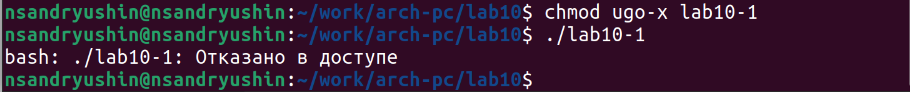 nsandryushin@nsandryushin:~/work/arch-pc/lab10$ chmod ugo-x lab10-1
nsandryushin@nsandryushin:~/work/arch-pc/lab10$ ./lab10-1
bash: ./lab10-1: Отказано в доступе
nsandryushin@nsandryushin:~/work/arch-pc/lab10$